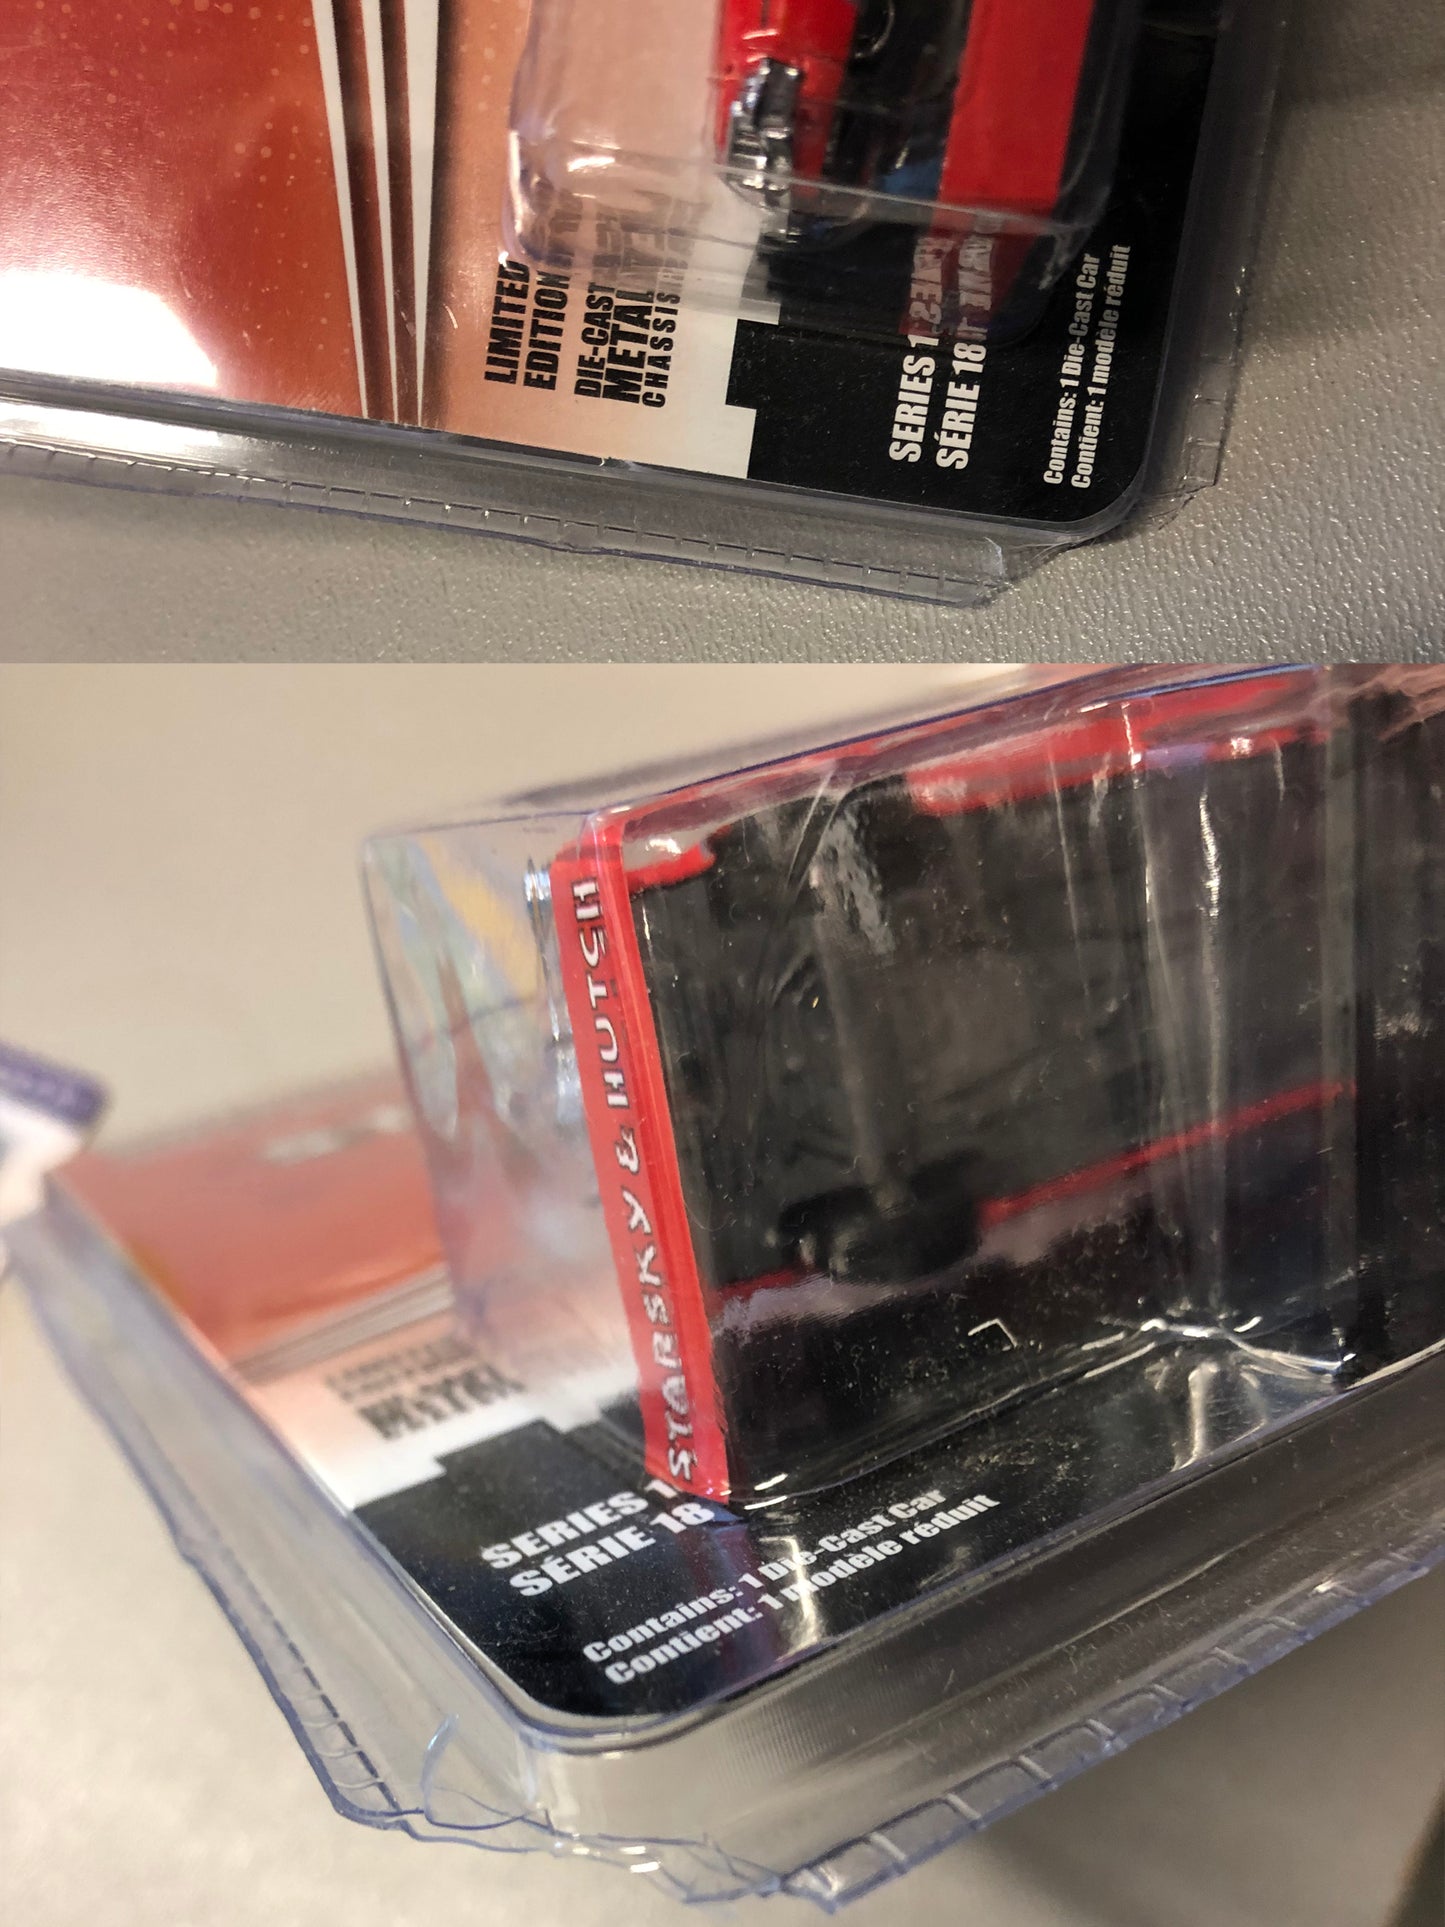 LIMITED
EDITION
DIE-CAST
METAL
CHASSIS
SERIES 1
SÉRIE 18
Contains: 1 Die-Cast Car
Contient: 1 modèle réduit
STARSKY & HUTCH
SERIES 1
SÉRIE 18
Contains: 1 Die-Cast Car
Contient: 1 modèle réduit